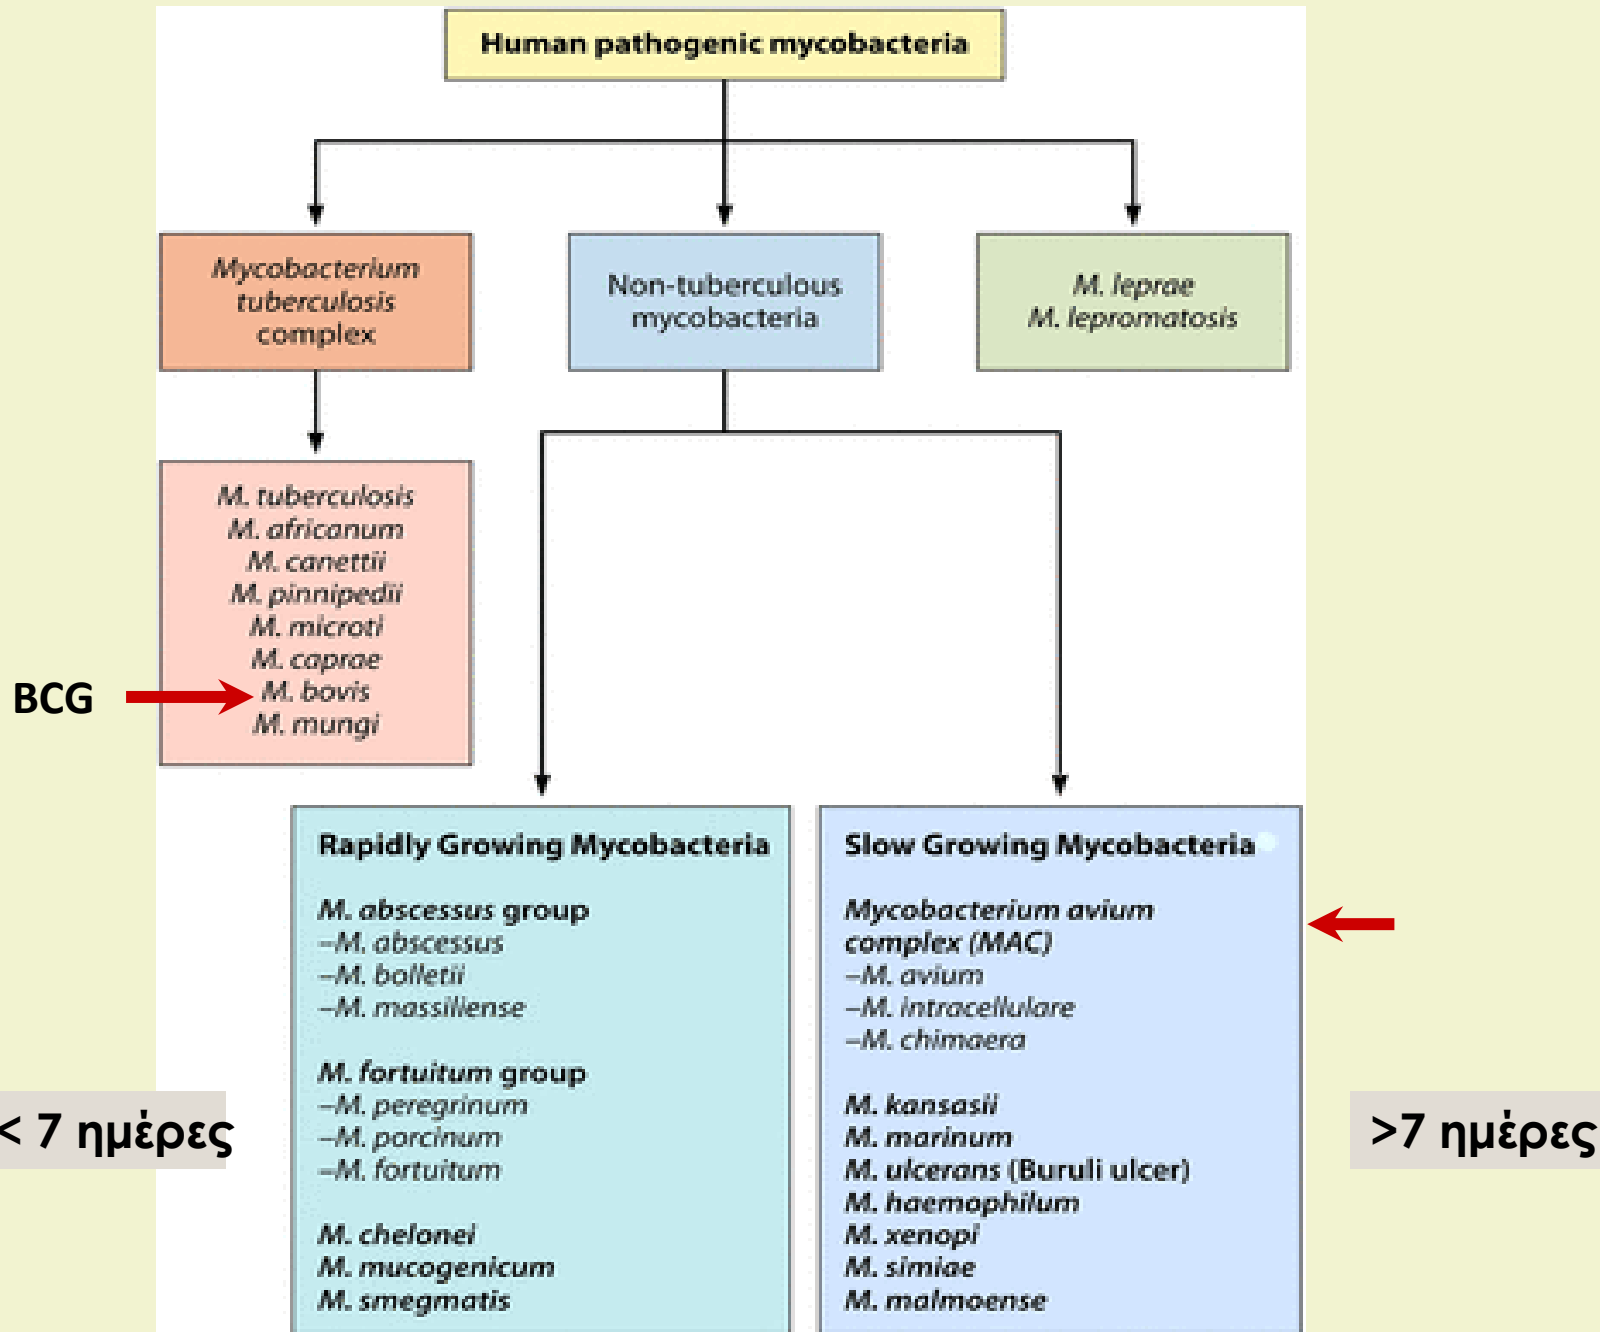 Human pathogenic mycobacteria
Mycobacterium
tuberculosis
complex
Non-tuberculous
mycobacteria
M. leprae
M. lepromatosis
M. tuberculosis
M. africanum
M. canettii
M. pinnipedii
M. microti
M. caprae
M. bovis
M. mungi
BCG
Rapidly Growing Mycobacteria
M. abscessus group
–M. abscessus
–M. bolletii
–M. massiliense
M. fortuitum group
–M. peregrinum
–M. porcinum
–M. fortuitum
M. chelonei
M. mucogenicum
M. smegmatis
< 7 ημέρες
Slow Growing Mycobacteria
Mycobacterium avium
complex (MAC)
–M. avium
–M. intracellulare
–M. chimaera
M. kansasii
M. marinum
M. ulcerans (Buruli ulcer)
M. haemophilum
M. xenopi
M. simiae
M. malmoense
>7 ημέρες